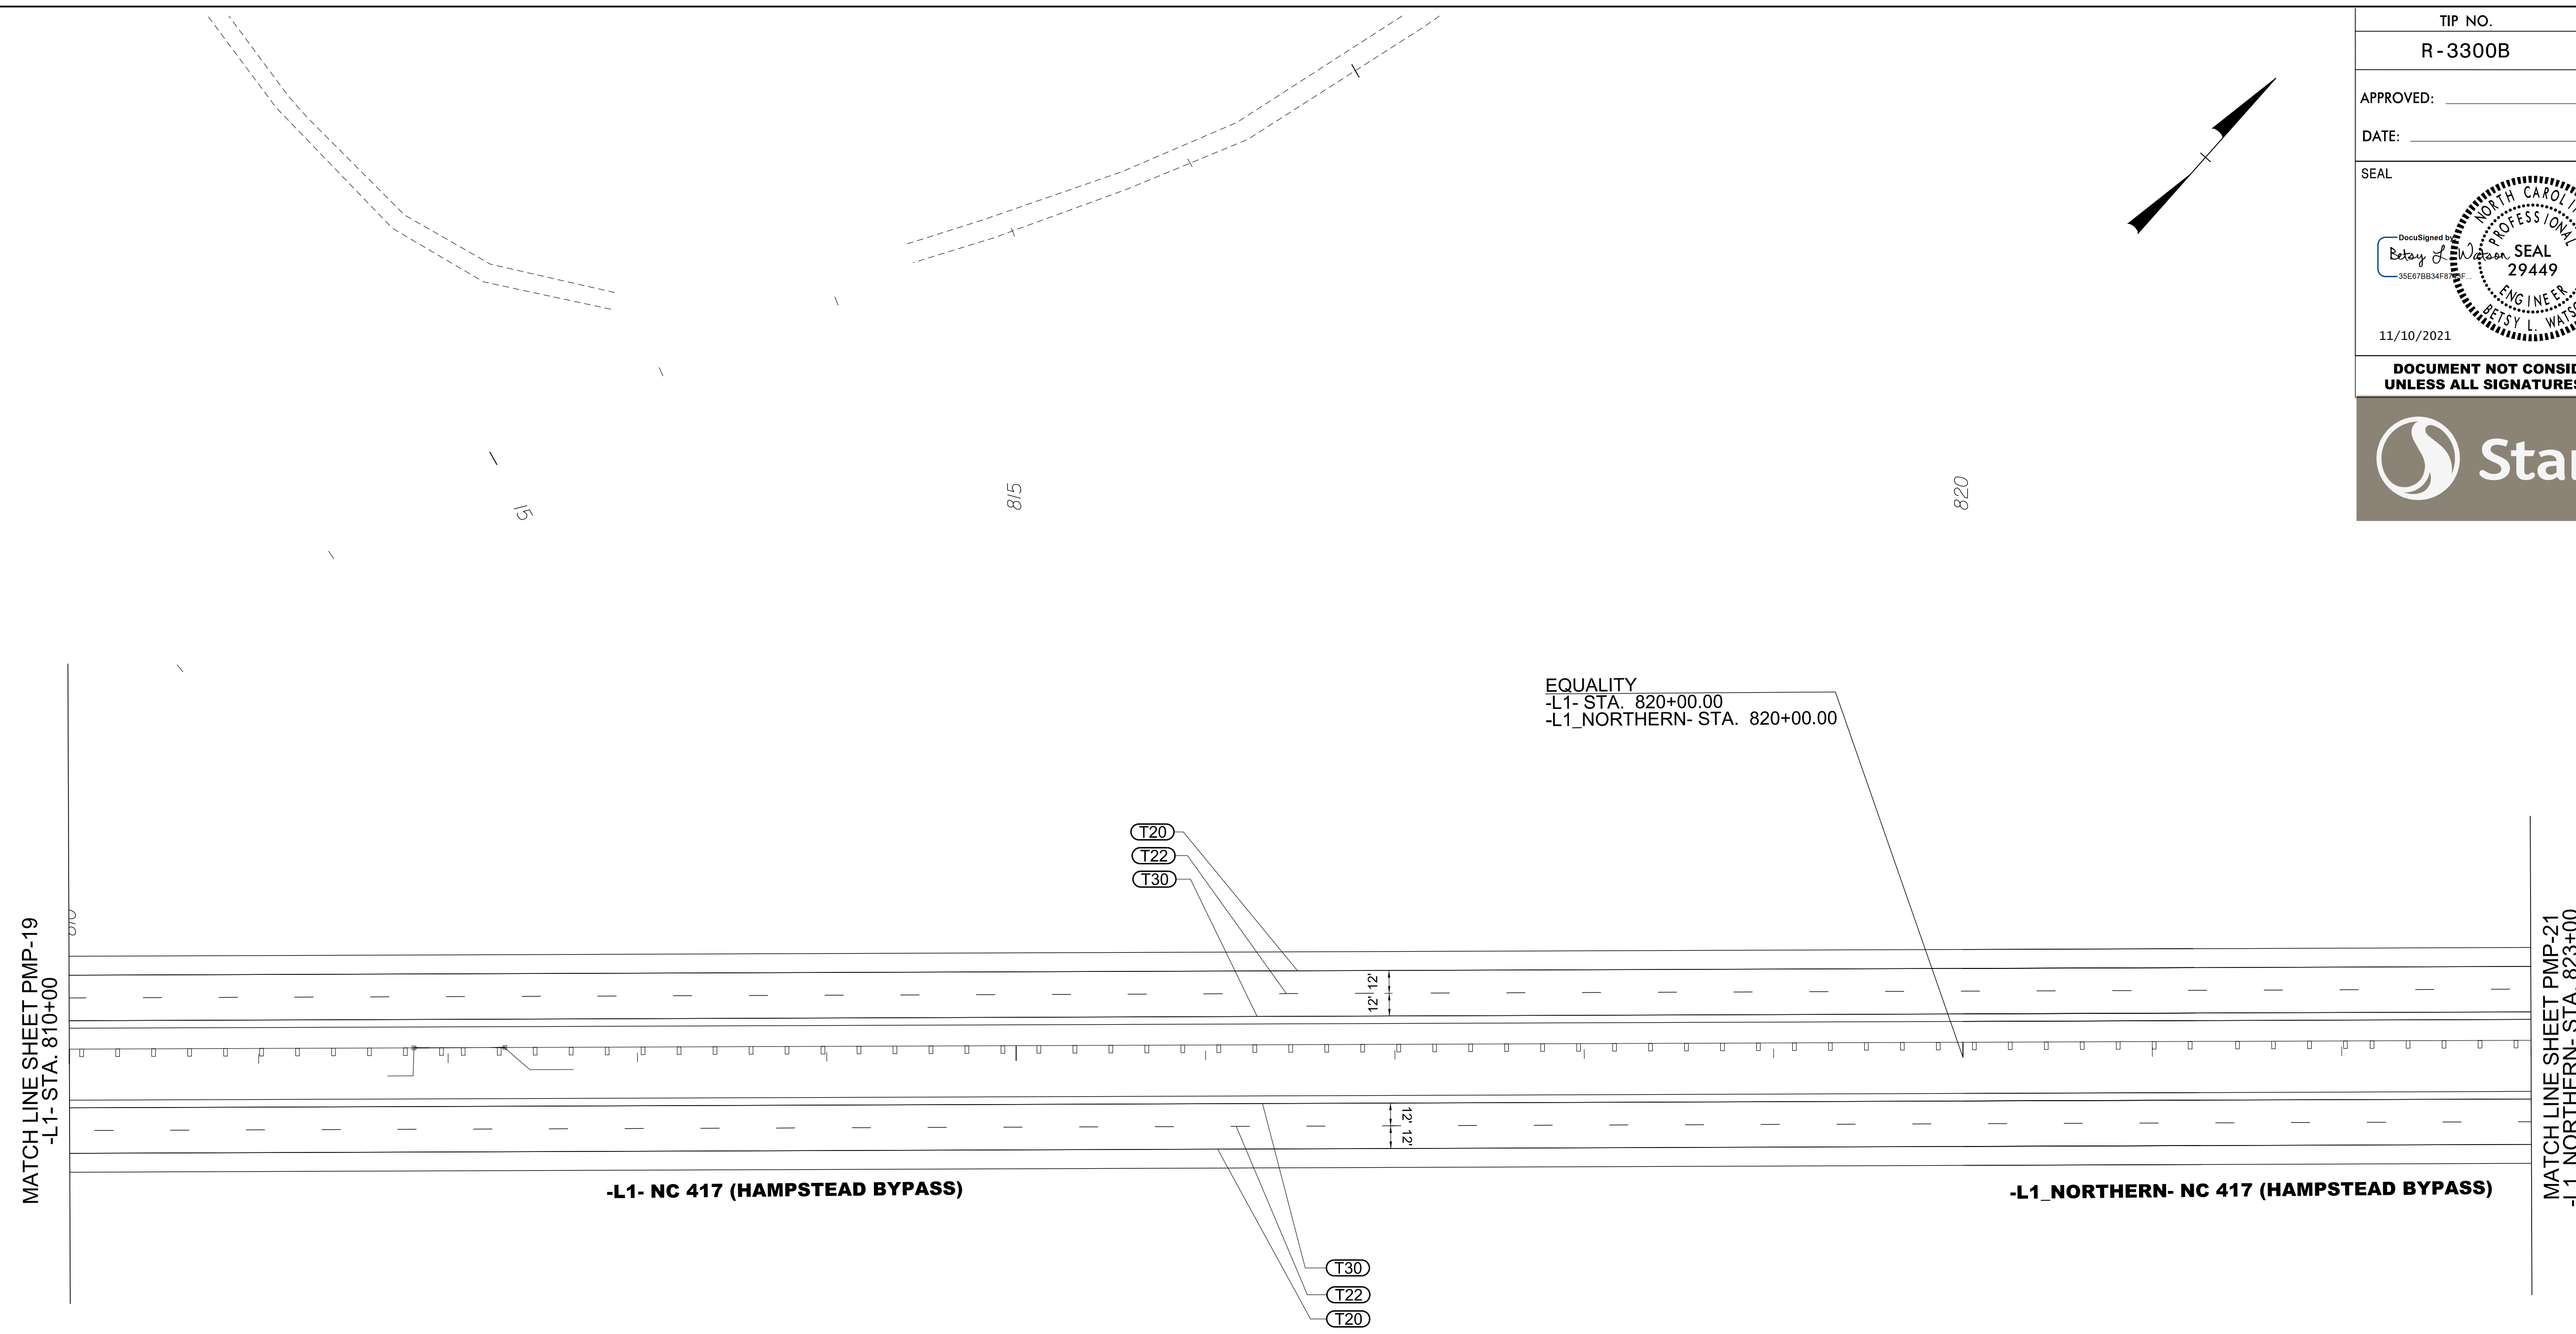 TIP NO.
R-3300B
APPROVED:
DATE:
SEAL
NORTH CAROLI
PROFESSIONAL
SEAL
29449
ENGINEER
BETSY L. WATS
DocuSigned by
Betsy L. Watson
11/10/2021
DOCUMENT NOT CONSID
UNLESS ALL SIGNATURES
Stan
15
815
820
EQUALITY
-L1- STA. 820+00.00
-L1_NORTHERN- STA. 820+00.00
T20
T22
T30
MATCH LINE SHEET PMP-19
-L1- STA. 810+00
12' 12'
12' 12'
MATCH LINE SHEET PMP-21
-L1_NORTHERN- STA. 823+00
-L1- NC 417 (HAMPSTEAD BYPASS)
-L1_NORTHERN- NC 417 (HAMPSTEAD BYPASS)
T30
T22
T20